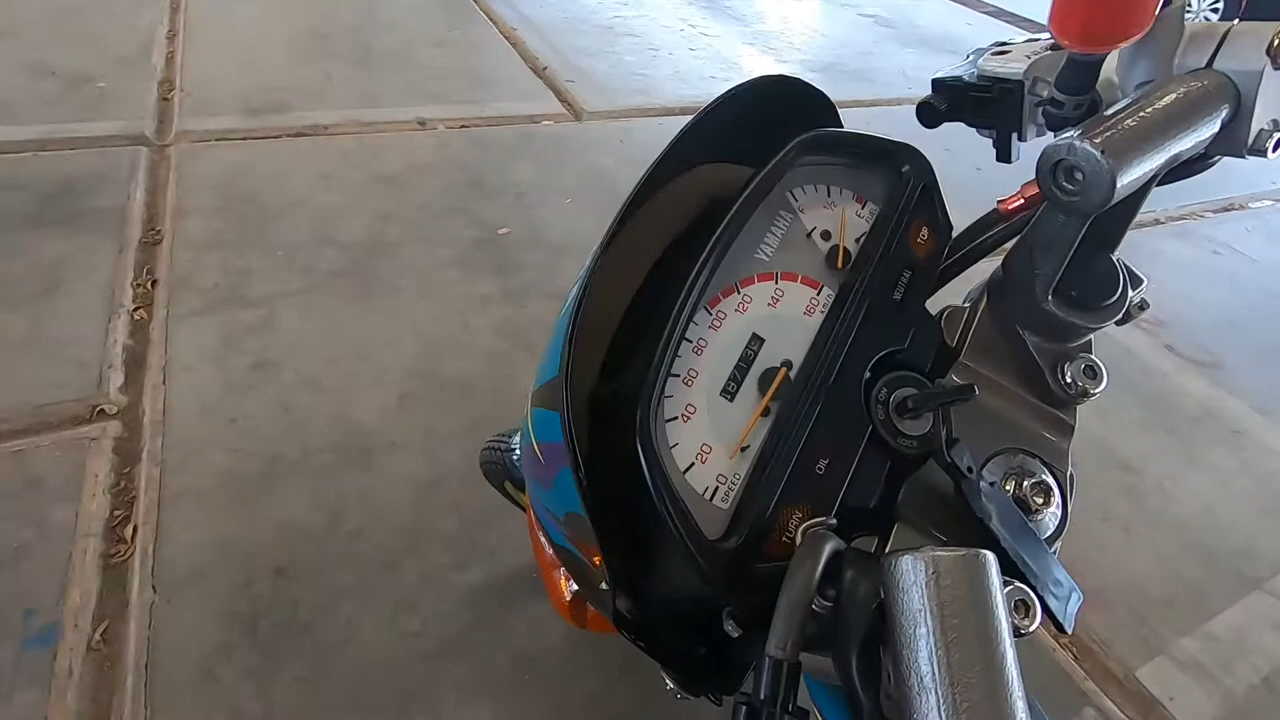 YAMAHA
F 1/2 E
FUEL
0 20 40 60 80 100 120 140 160
km/h
SPEED
TOP
NEUTRAL
OFF ON
LOCK
OIL
TURN